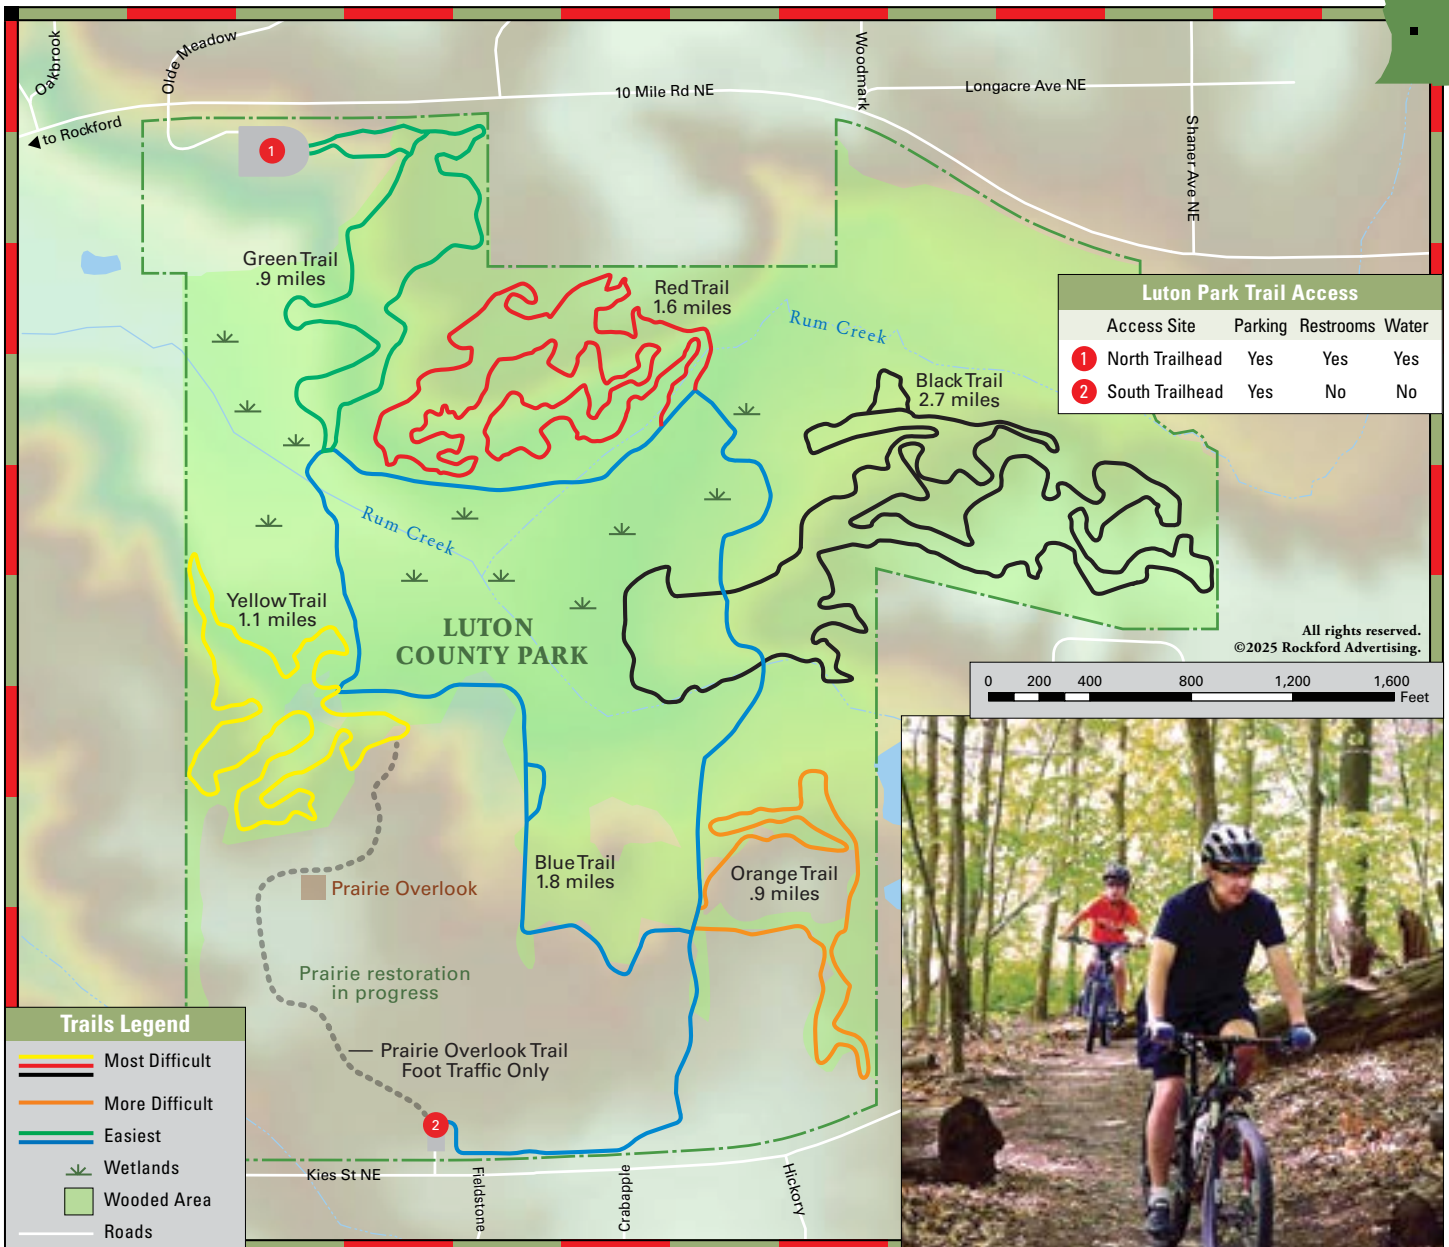 Oakbrook
Olde Meadow
to Rockford
10 Mile Rd NE
Woodmark
Longacre Ave NE
Shaner Ave NE
1
Green Trail
.9 miles
Red Trail
1.6 miles
Rum Creek
Black Trail
2.7 miles
Luton Park Trail Access
Access Site Parking Restrooms Water
1 North Trailhead Yes Yes Yes
2 South Trailhead Yes No No
Rum Creek
Yellow Trail
1.1 miles
LUTON
COUNTY PARK
All rights reserved.
©2025 Rockford Advertising.
0 200 400 800 1,200 1,600
Feet
Blue Trail
1.8 miles
Orange Trail
.9 miles
Prairie Overlook
Prairie restoration
in progress
Prairie Overlook Trail
Foot Traffic Only
2
Kies St NE
Fieldstone
Crabapple
Hickory
Trails Legend
Most Difficult
More Difficult
Easiest
Wetlands
Wooded Area
Roads